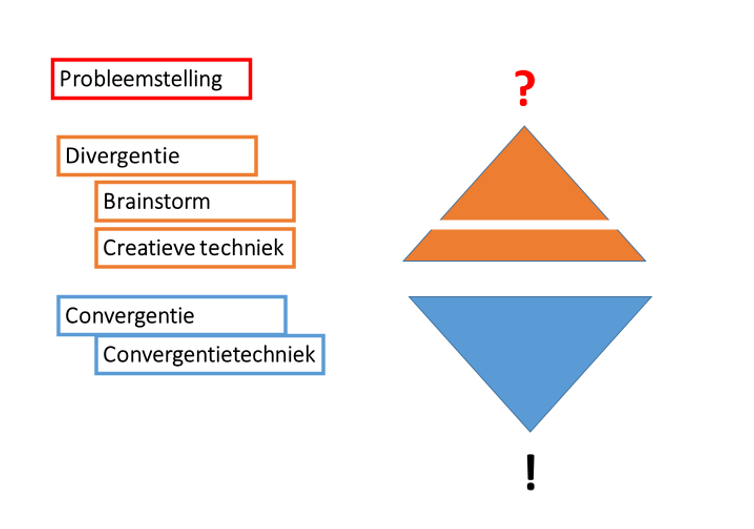 Probleemstelling
?
Divergentie
Brainstorm
Creatieve techniek
Convergentie
Convergentietechniek
!